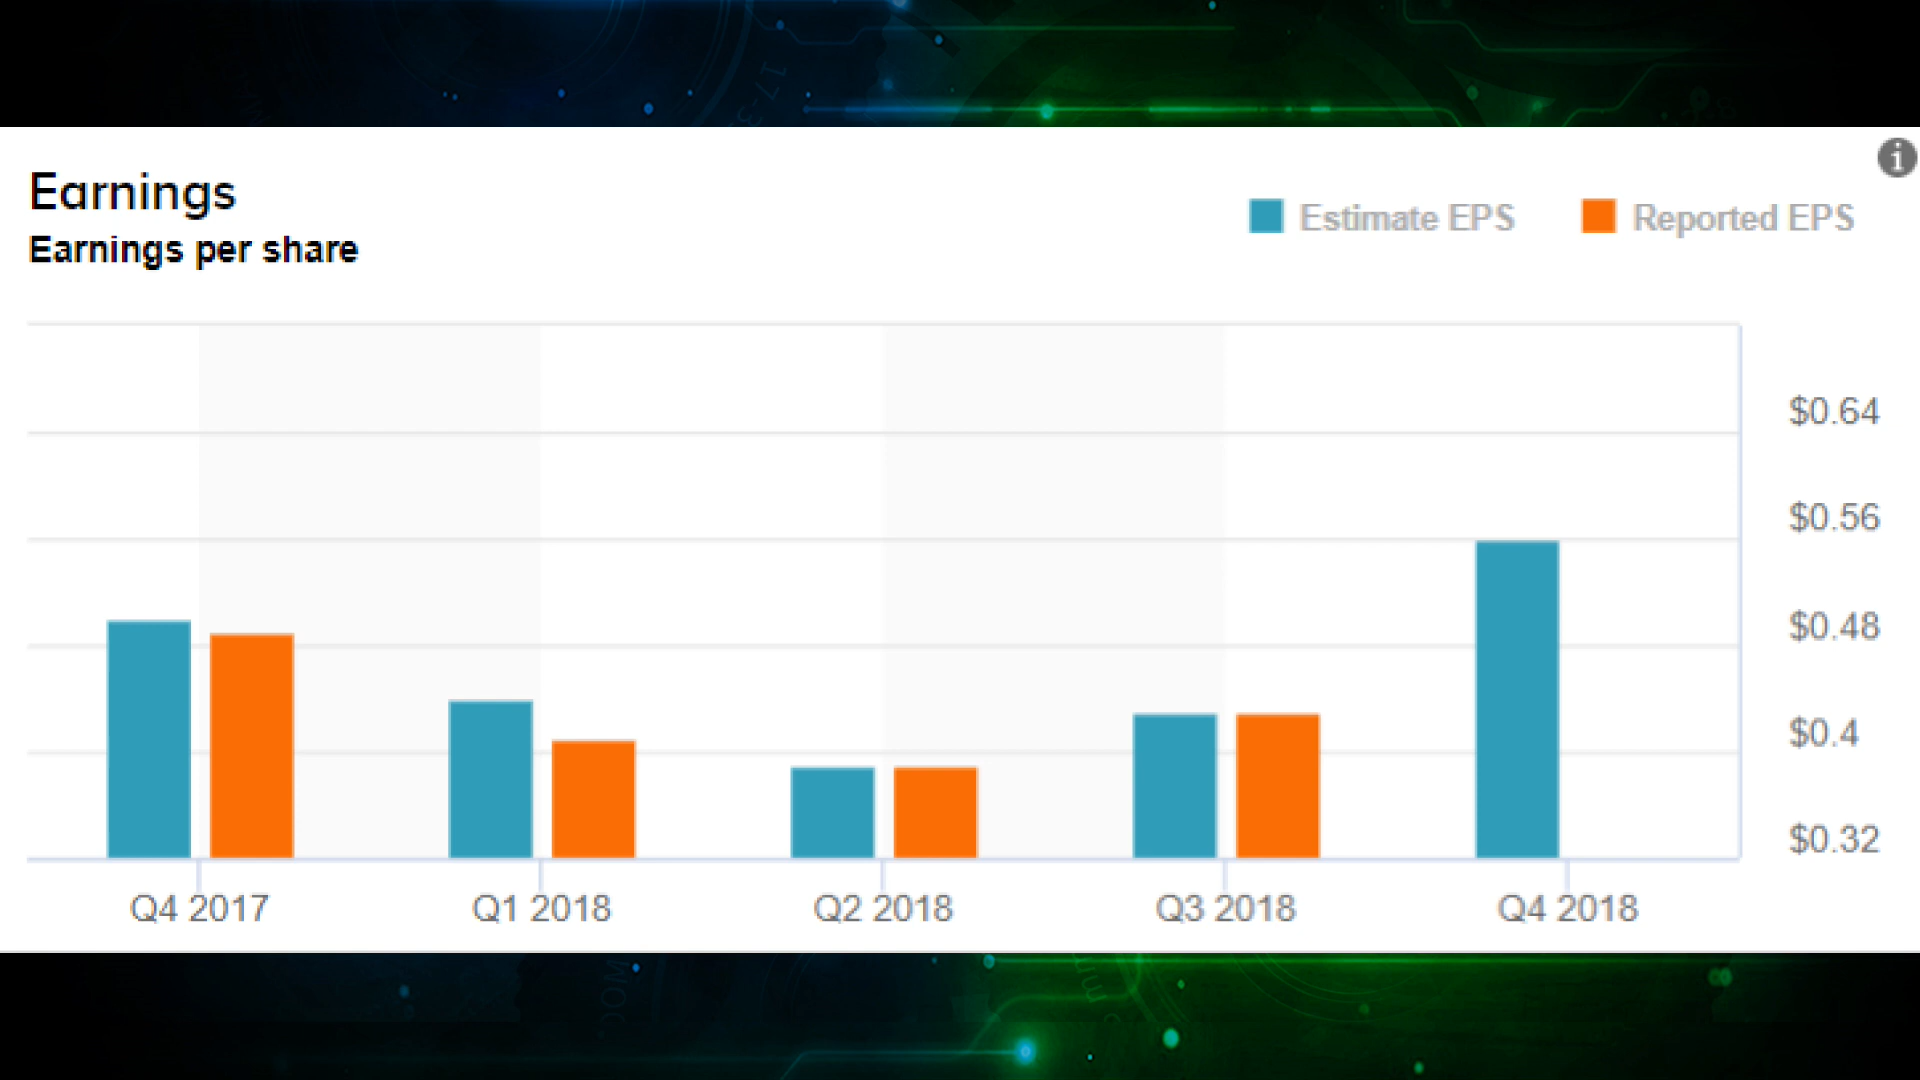 Earnings
Earnings per share
Estimate EPS
Reported EPS
$0.64
$0.56
$0.48
$0.4
$0.32
Q4 2017
Q1 2018
Q2 2018
Q3 2018
Q4 2018